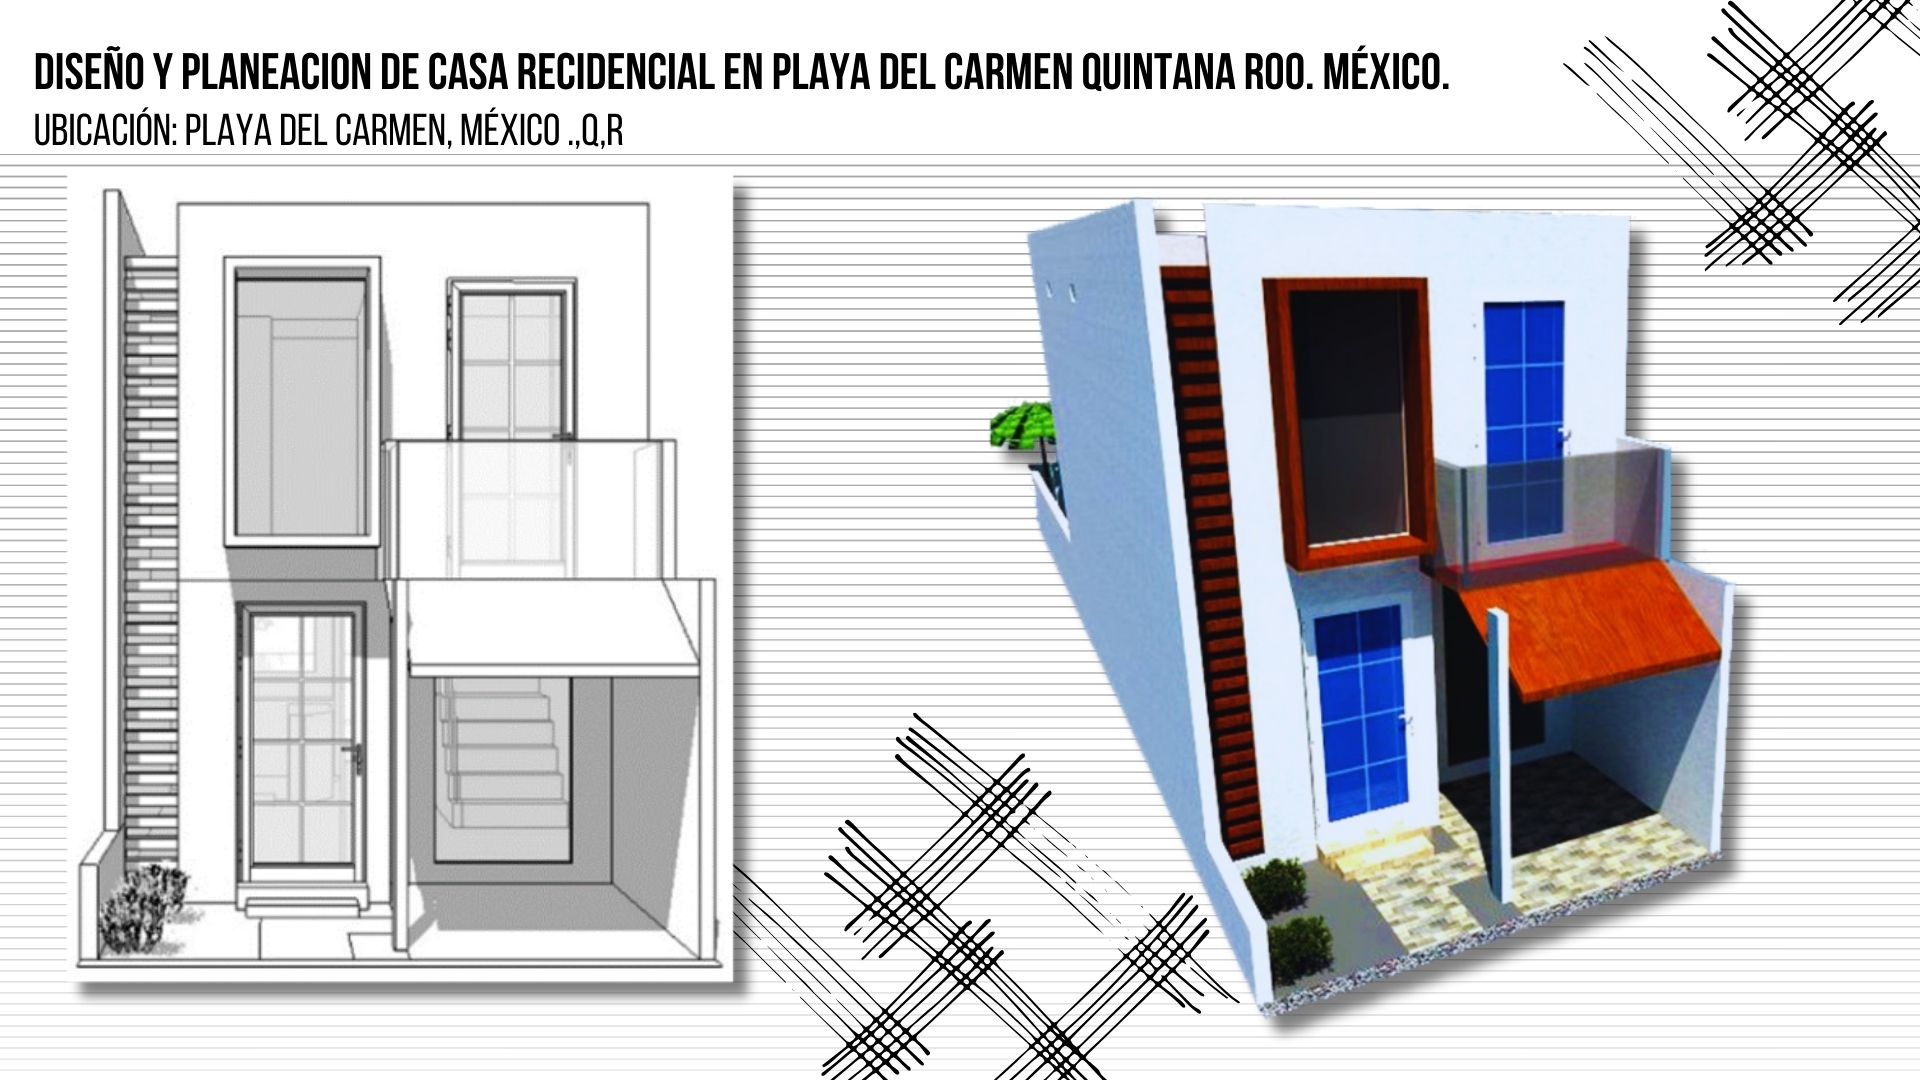 DISEÑO Y PLANEACION DE CASA RECIDENCIAL EN PLAYA DEL CARMEN QUINTANA ROO. MÉXICO.
UBICACIÓN: PLAYA DEL CARMEN, MÉXICO .,Q,R